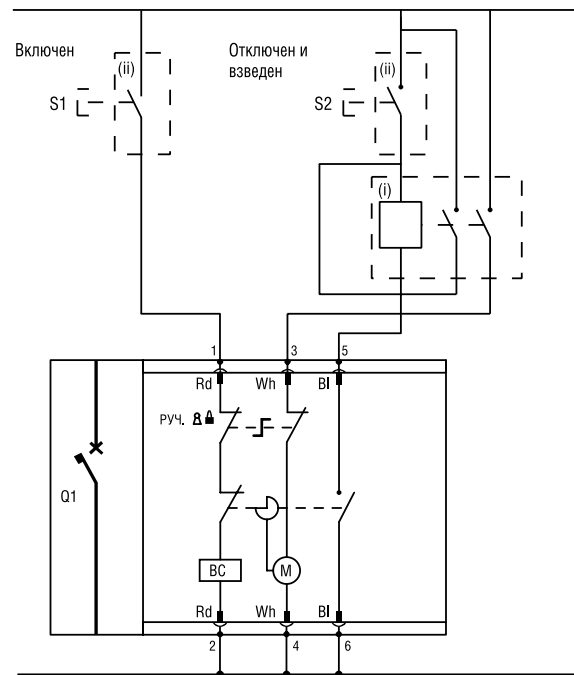 Включен
Отключен и
взведен
(ii)
(ii)
S1
S2
(i)
1
3
5
Rd
Wh
Bl
РУЧ.
Q1
BC
M
Rd
Wh
Bl
2
4
6